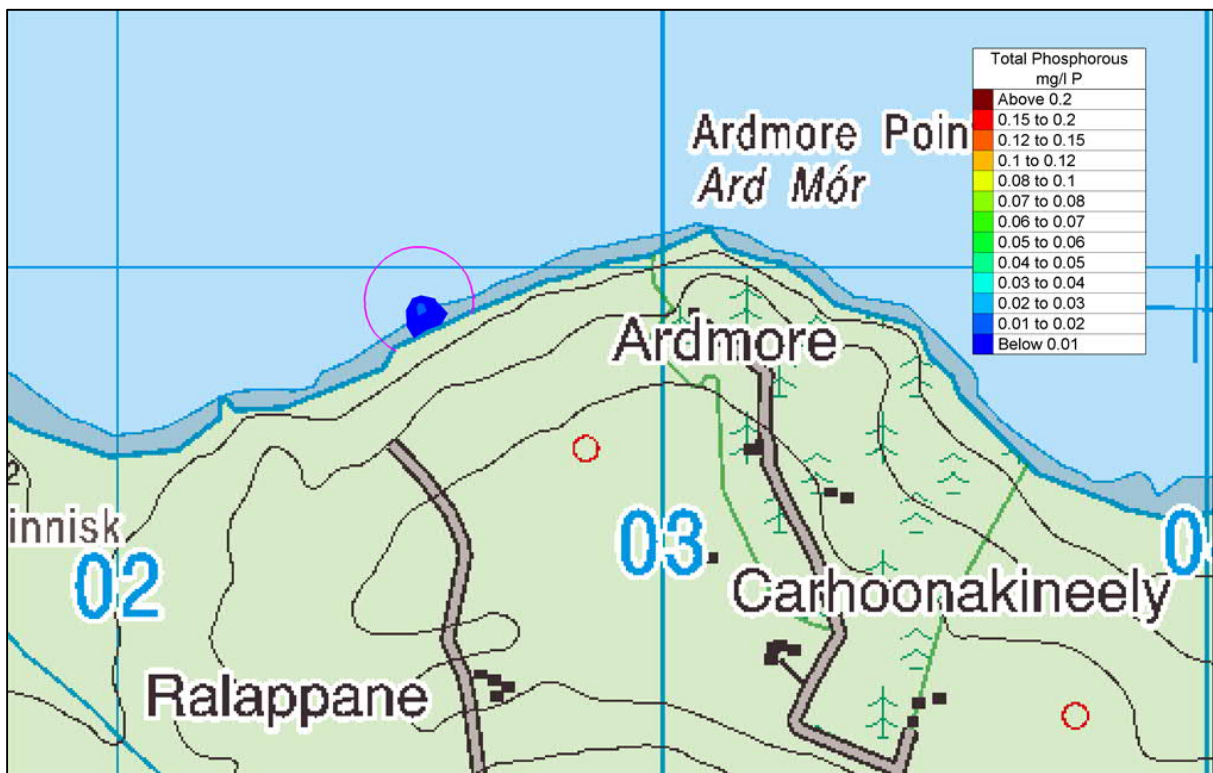 Total Phosphorous
mg/l P
Above 0.2
0.15 to 0.2
0.12 to 0.15
0.1 to 0.12
0.08 to 0.1
0.07 to 0.08
0.06 to 0.07
0.05 to 0.06
0.04 to 0.05
0.03 to 0.04
0.02 to 0.03
0.01 to 0.02
Below 0.01
Ardmore Poin
Ard Mór
Ardmore
2
innisk
02
03
0
Carhoonakineely
Ralappane